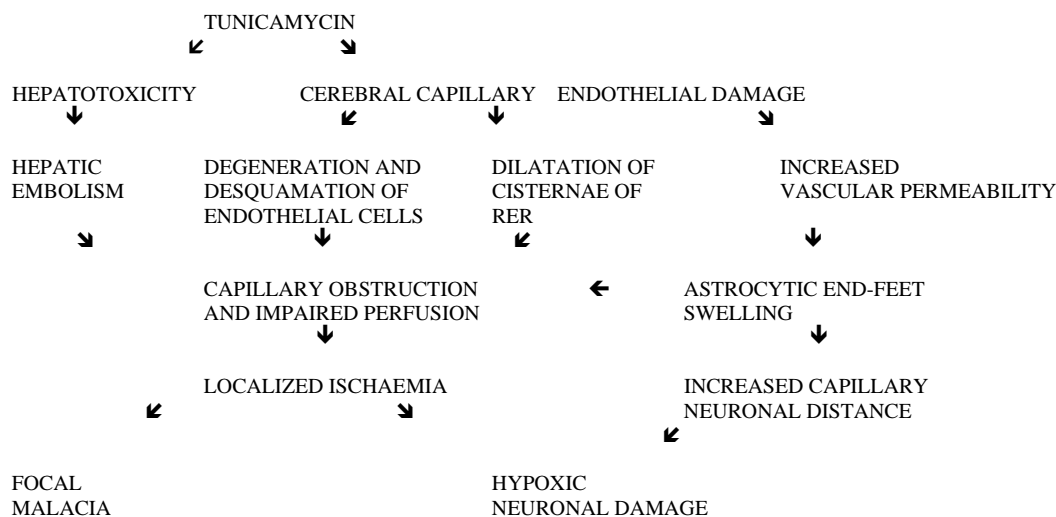 TUNICAMYCIN
HEPATOTOXICITY CEREBRAL CAPILLARY ENDOTHELIAL DAMAGE
HEPATIC DEGENERATION AND DILATATION OF INCREASED
EMBOLISM DESQUAMATION OF CISTERNAE OF VASCULAR PERMEABILITY
ENDOTHELIAL CELLS RER
CAPILLARY OBSTRUCTION ASTROCYTIC END-FEET
AND IMPAIRED PERFUSION SWELLING
LOCALIZED ISCHAEMIA INCREASED CAPILLARY
NEURONAL DISTANCE
FOCAL HYPOXIC
MALACIA NEURONAL DAMAGE